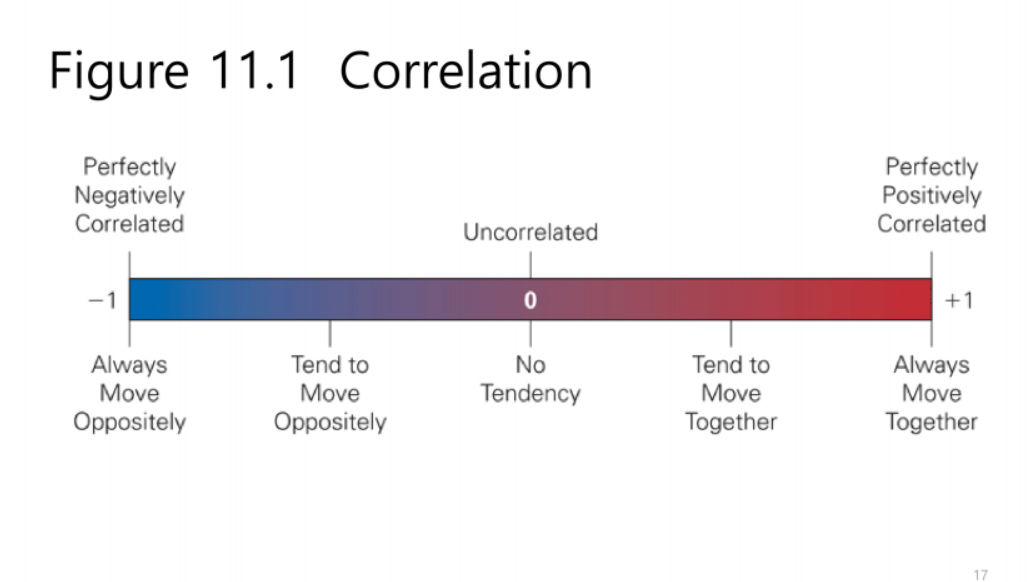 Figure 11.1 Correlation
Perfectly
Negatively
Correlated
Uncorrelated
Perfectly
Positively
Correlated
−1
0
+1
Always
Move
Oppositely
Tend to
Move
Oppositely
No
Tendency
Tend to
Move
Together
Always
Move
Together
17